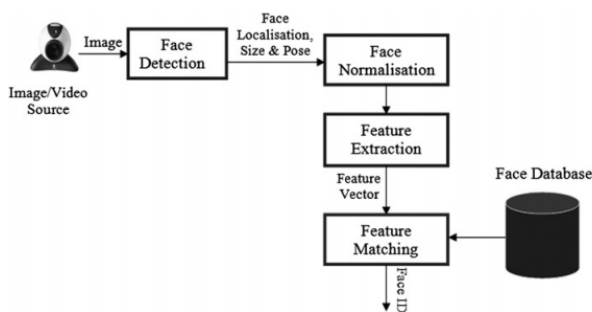 Image
Face
Detection
Image/Video
Source
Face
Localisation,
Size & Pose
Face
Normalisation
Feature
Extraction
Feature
Vector
Face Database
Feature
Matching
Face ID